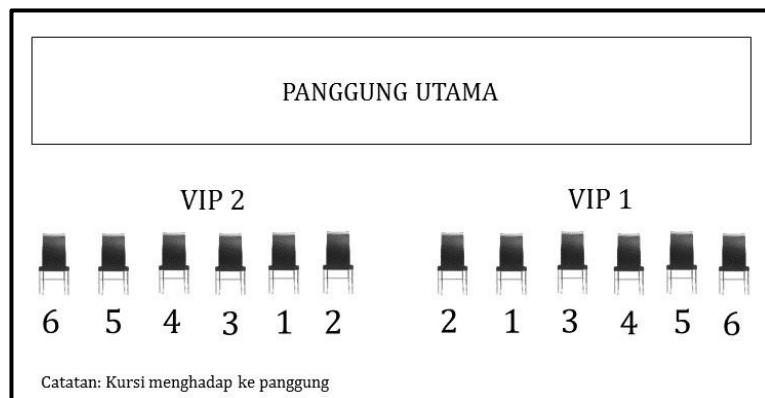 PANGGUNG UTAMA
VIP 2
VIP 1
6 5 4 3 1 2
2 1 3 4 5 6
Catatan: Kursi menghadap ke panggung